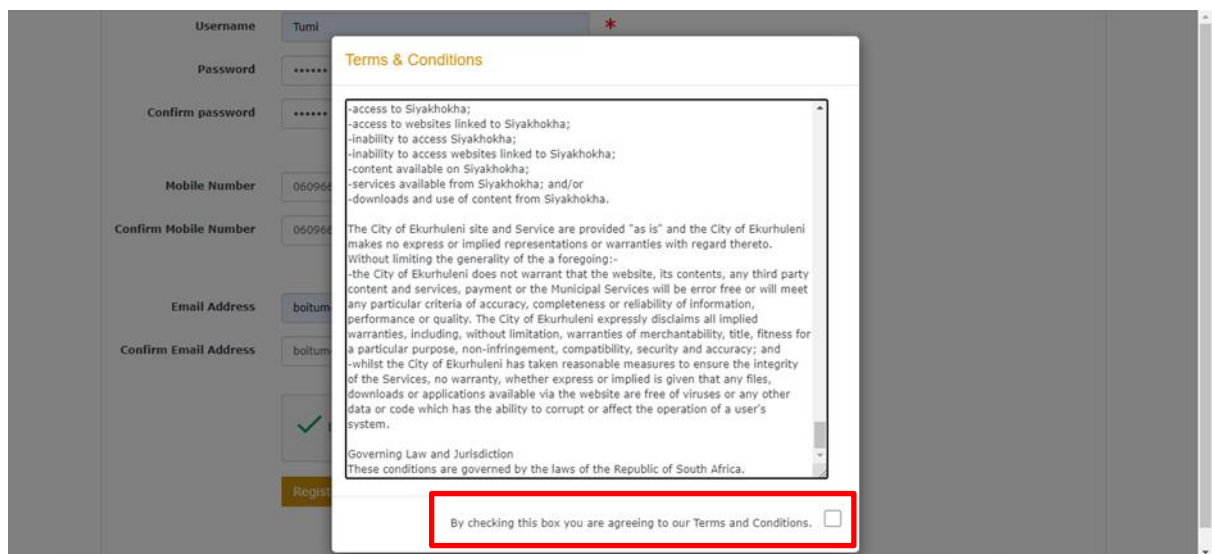 Username Tumi *
Terms & Conditions
Password ••••••
-access to Siyakhokha;
-access to websites linked to Siyakhokha;
Confirm password ••••••
-inability to access Siyakhokha;
-inability to access websites linked to Siyakhokha;
-content available on Siyakhokha;
-services available from Siyakhokha; and/or
-downloads and use of content from Siyakhokha.
Mobile Number 06096
Confirm Mobile Number 06096
The City of Ekurhuleni site and Service are provided "as is" and the City of Ekurhuleni
makes no express or implied representations or warranties with regard thereto.
Without limiting the generality of the a foregoing:-
-the City of Ekurhuleni does not warrant that the website, its contents, any third party
content and services, payment or the Municipal Services will be error free or will meet
any particular criteria of accuracy, completeness or reliability of information,
performance or quality. The City of Ekurhuleni expressly disclaims all implied
warranties, including, without limitation, warranties of merchantability, title, fitness for
a particular purpose, non-infringement, compatibility, security and accuracy; and
-whilst the City of Ekurhuleni has taken reasonable measures to ensure the integrity
of the Services, no warranty, whether express or implied is given that any files,
downloads or applications available via the website are free of viruses or any other
data or code which has the ability to corrupt or affect the operation of a user's
system.
Email Address boitum
Confirm Email Address boitum
Governing Law and Jurisdiction
These conditions are governed by the laws of the Republic of South Africa.
Regist
By checking this box you are agreeing to our Terms and Conditions.